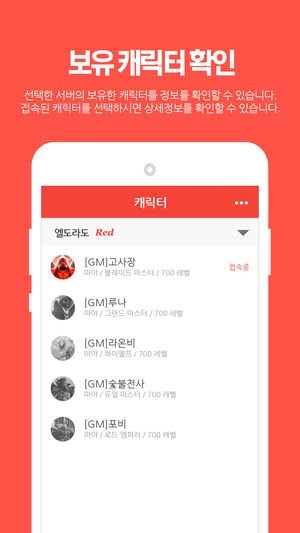 보유 캐릭터 확인
선택한 서버의 보유한 캐릭터를 정보를 확인할 수 있습니다.
접속된 캐릭터를 선택하시면 상세정보를 확인할 수 있습니다.
캐릭터
엘도라도 Red
[GM]고사장
마야 / 블레이드 마스터 / 700 레벨
접속중
[GM]루나
마야 / 그랜드 마스터 / 700 레벨
[GM]라온비
마야 / 하이엘프 / 700 레벨
[GM]숯불전사
마야 / 듀얼 마스터 / 700 레벨
[GM]포비
마야 / 로드 엠퍼러 / 700 레벨